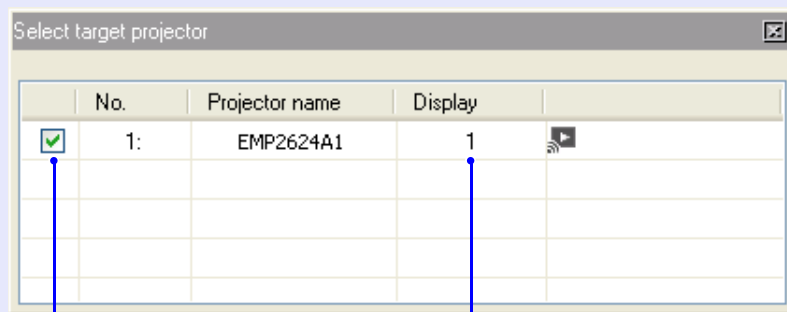 Select target projector
No. Projector name Display
1: EMP2624A1 1